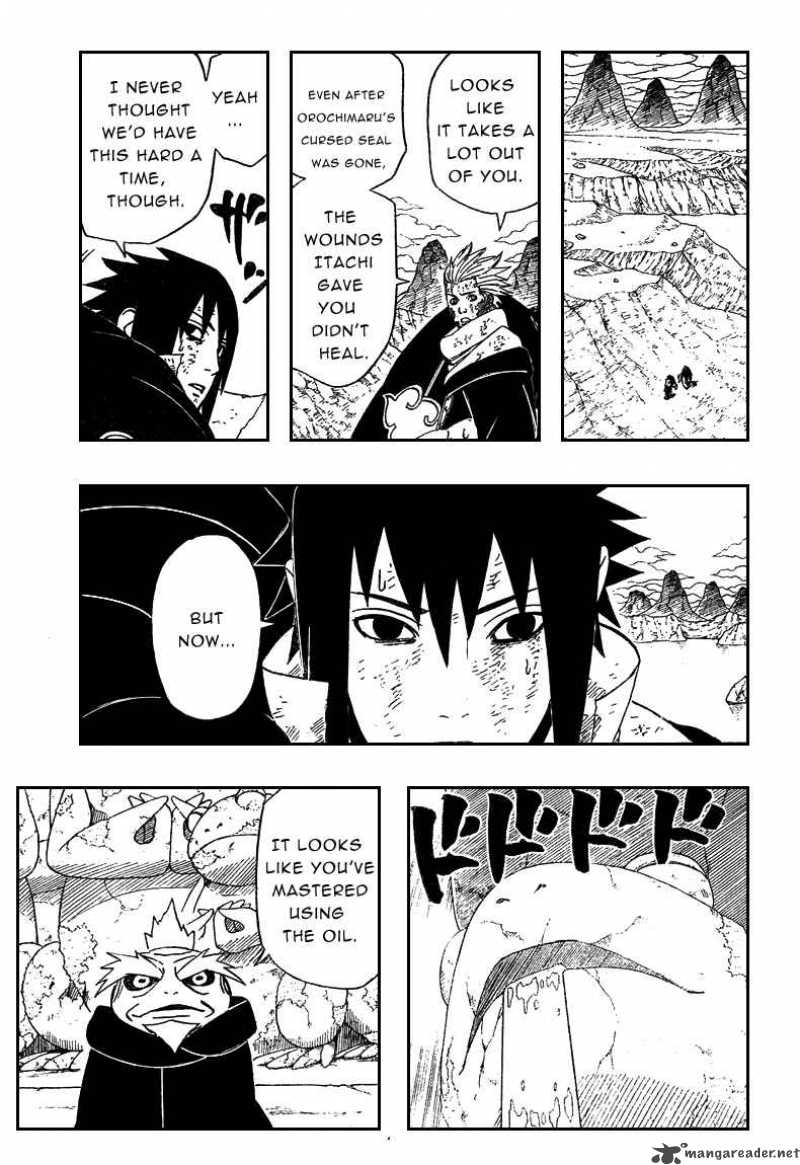 LOOKS
LIKE
IT TAKES A
LOT OUT
OF YOU.
EVEN AFTER
OROCHIMARU'S
CURSED SEAL
WAS GONE,
THE
WOUNDS
ITACHI
GAVE
YOU
DIDN'T
HEAL.
YEAH
...
I NEVER
THOUGHT
WE'D HAVE
THIS HARD A
TIME,
THOUGH.
ザッ
BUT
NOW...
ドドドド
IT LOOKS
LIKE YOU'VE
MASTERED
USING
THE OIL.
mangareader.net